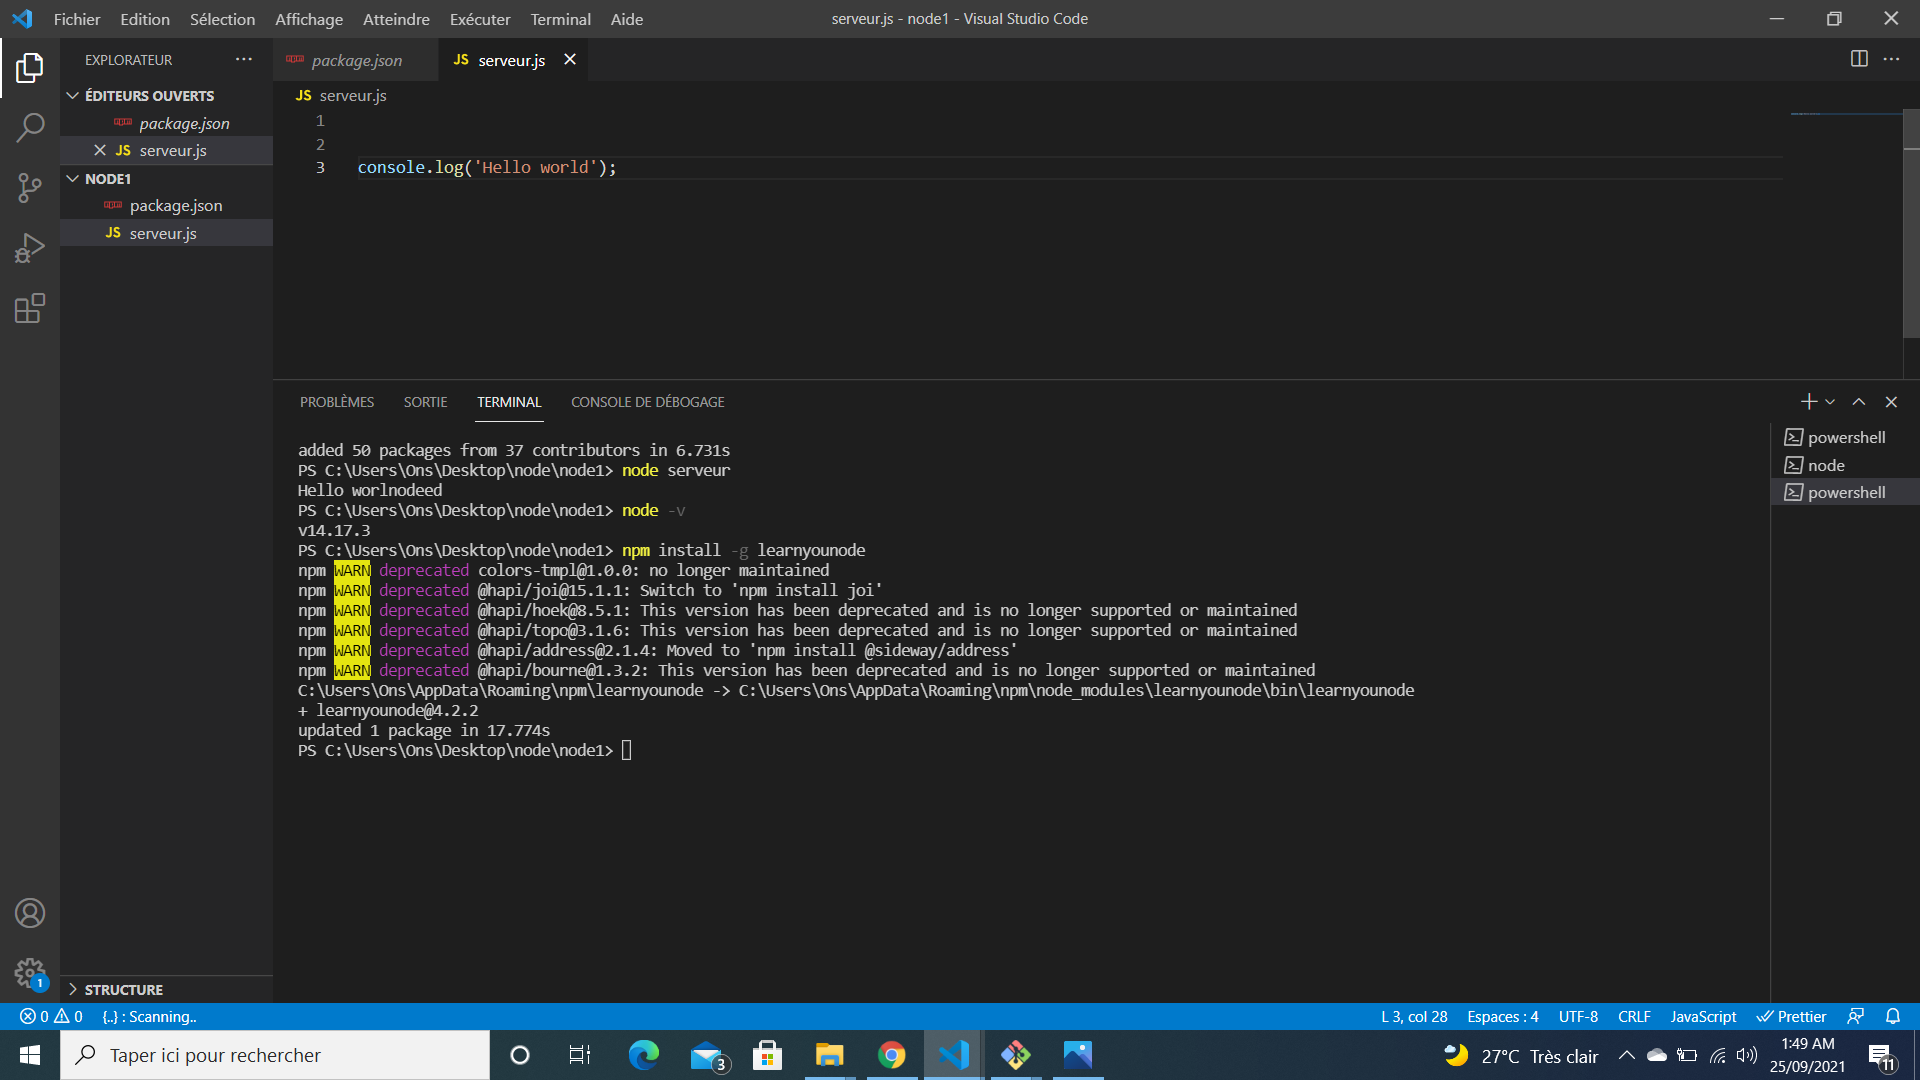 Fichier Edition Sélection Affichage Atteindre Exécuter Terminal Aide
serveur.js - node1 - Visual Studio Code
EXPLORATEUR
ÉDITEURS OUVERTS
package.json
JS serveur.js
NODE1
package.json
JS serveur.js
STRUCTURE
package.json
JS serveur.js
JS serveur.js
1
2
3 console.log('Hello world');
PROBLÈMES SORTIE TERMINAL CONSOLE DE DÉBOGAGE
added 50 packages from 37 contributors in 6.731s
PS C:\Users\Ons\Desktop\node\node1> node serveur
Hello worlnodeed
PS C:\Users\Ons\Desktop\node\node1> node -v
v14.17.3
PS C:\Users\Ons\Desktop\node\node1> npm install -g learnyounode
npm WARN deprecated colors-tmpl@1.0.0: no longer maintained
npm WARN deprecated @hapi/joi@15.1.1: Switch to 'npm install joi'
npm WARN deprecated @hapi/hoek@8.5.1: This version has been deprecated and is no longer supported or maintained
npm WARN deprecated @hapi/topo@3.1.6: This version has been deprecated and is no longer supported or maintained
npm WARN deprecated @hapi/address@2.1.4: Moved to 'npm install @sideway/address'
npm WARN deprecated @hapi/bourne@1.3.2: This version has been deprecated and is no longer supported or maintained
C:\Users\Ons\AppData\Roaming\npm\learnyounode -> C:\Users\Ons\AppData\Roaming\npm\node_modules\learnyounode\bin\learnyounode
+ learnyounode@4.2.2
updated 1 package in 17.774s
PS C:\Users\Ons\Desktop\node\node1>
powershell
node
powershell
1
0 0 {..} : Scanning..
L 3, col 28 Espaces : 4 UTF-8 CRLF JavaScript Prettier
Taper ici pour rechercher
3
27°C Très clair
1:49 AM
25/09/2021
11